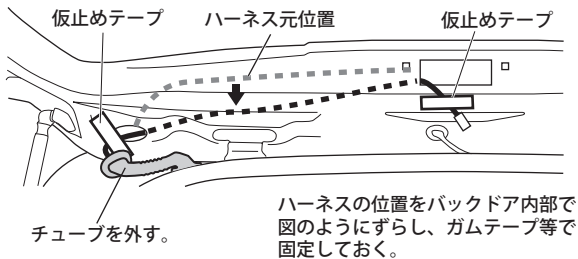 仮止めテープ
ハーネス元位置
仮止めテープ
チューブを外す。
ハーネスの位置をバックドア内部で
図のようにずらし、ガムテープ等で
固定しておく。